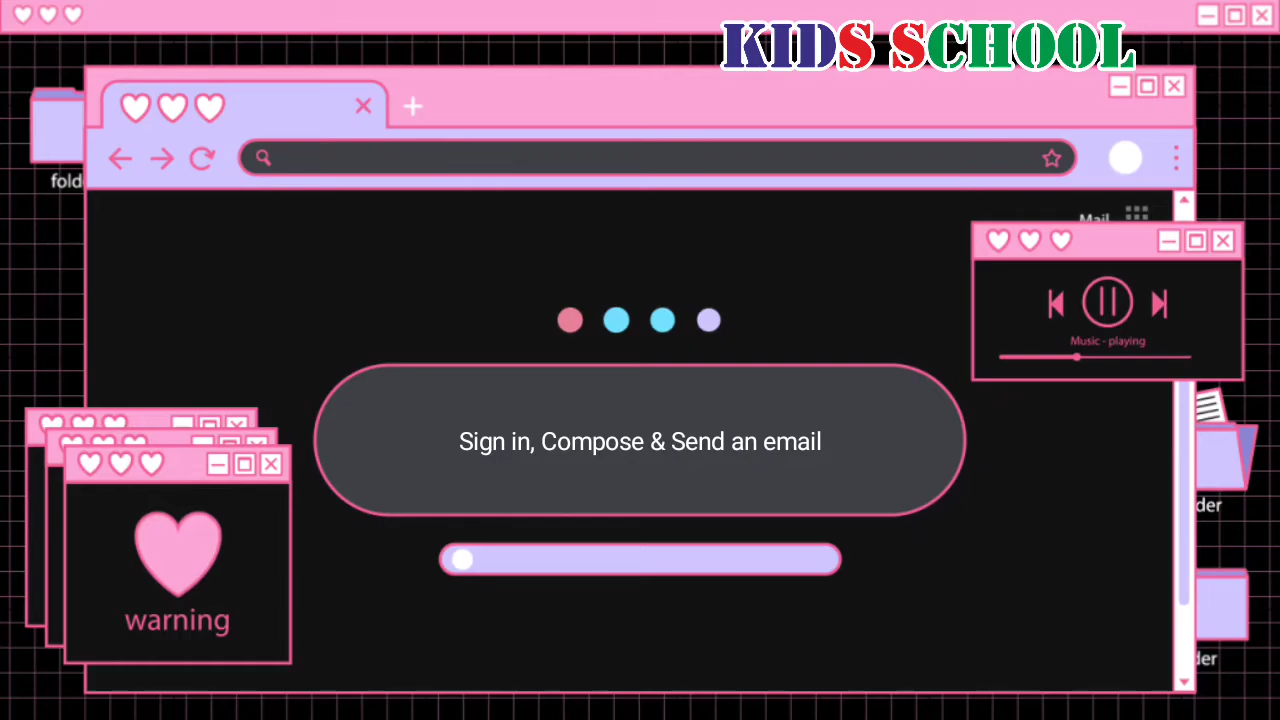 KIDS SCHOOL
fold
Mail
Music - playing
Sign in, Compose & Send an email
der
warning
der